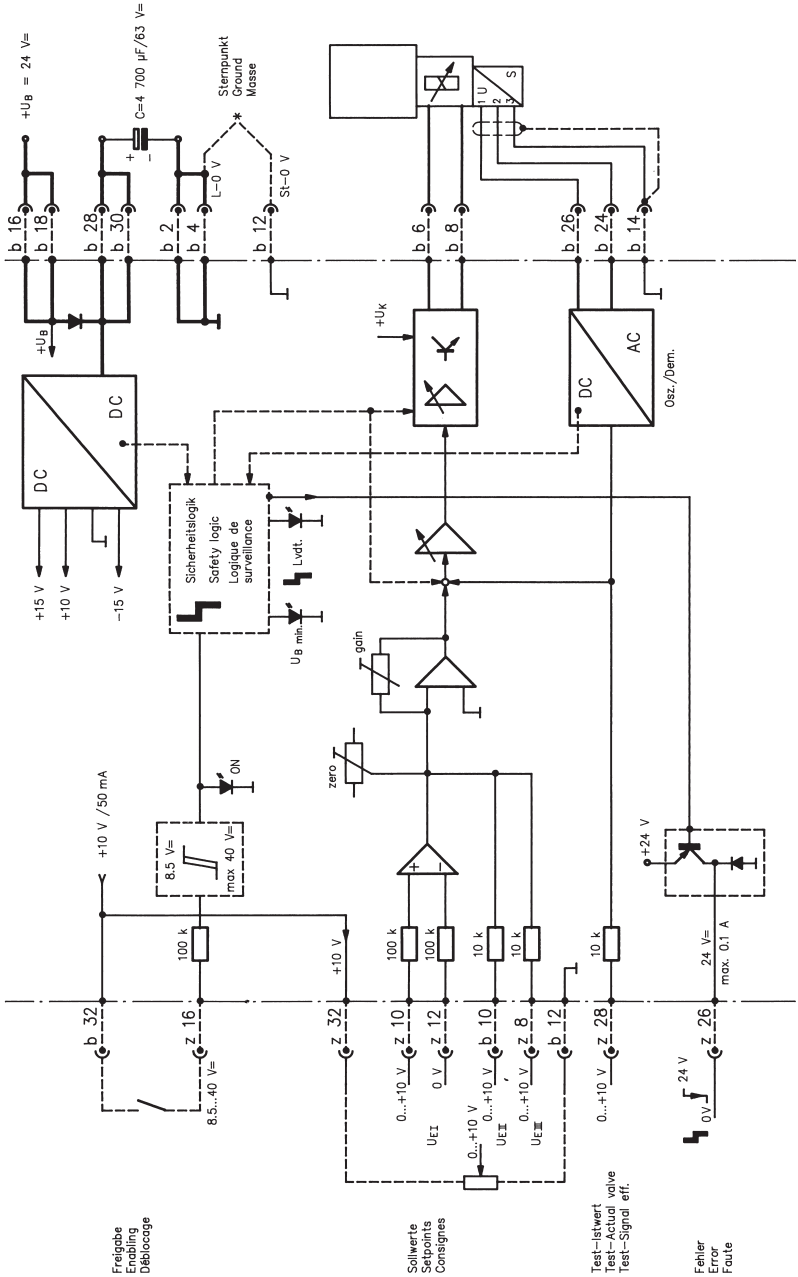 +U_B = 24 V=
C=4 700 µF/63 V=
+
−
Sternpunkt
Ground
Masse
*
L-0 V
St-0 V
b 16
b 18
b 28
b 30
b 2
b 4
b 12
b 6
b 8
b 26
b 24
b 14
1 U
2
3
S
+U_B
DC
DC
+15 V
+10 V
-15 V
+U_K
DC
AC
Osz./Dem.
Sicherheitslogik
Safety logic
Logique de
surveillance
U_B min.
Lvdt.
gain
zero
ON
+10 V /50 mA
8.5 V=
max 40 V=
100 k
+10 V
+
−
100 k
100 k
10 k
10 k
10 k
+24 V
24 V=
max. 0.1 A
b 32
z 16
z 32
z 10
z 12
b 10
z 8
b 12
z 28
z 26
8.5...40 V=
0...+10 V
0 V
U_EI
0...+10 V
U_EII
0...+10 V
U_EIII
0...+10 V
0...+10 V
24 V
0V
Freigabe
Enabling
Déblocage
Sollwerte
Setpoints
Consignes
Test-Istwert
Test-Actual valve
Test-Signal eff.
Fehler
Error
Faute